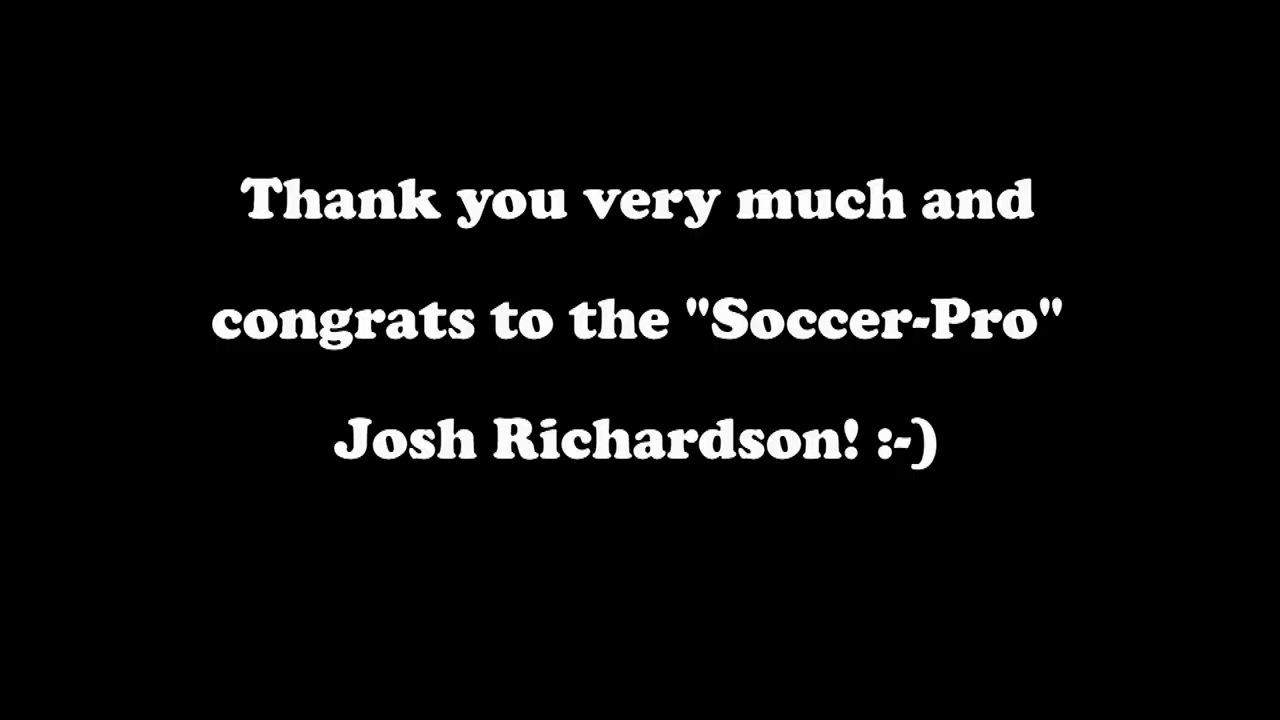 Thank you very much and
congrats to the "Soccer-Pro"
Josh Richardson! :-)